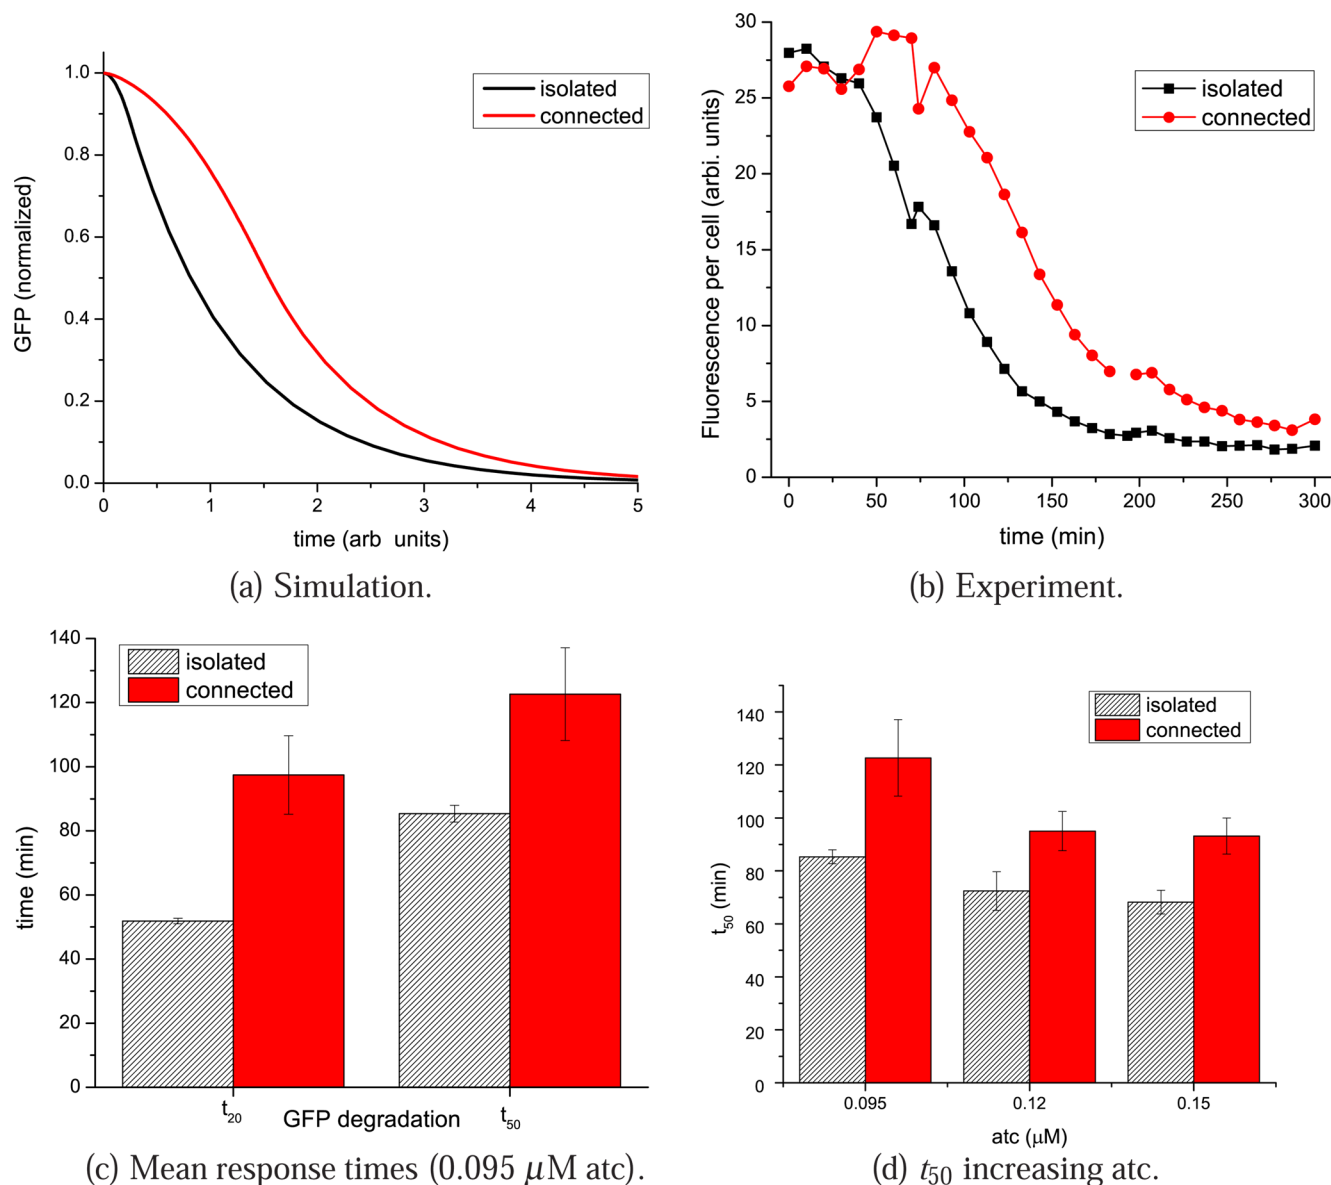 GFP (normalized)
1.0
0.8
0.6
0.4
0.2
0.0
0 1 2 3 4 5
time (arb units)
isolated
connected
(a) Simulation.
Fluorescence per cell (arbi. units)
30
25
20
15
10
5
0
0 50 100 150 200 250 300
time (min)
isolated
connected
(b) Experiment.
time (min)
140
120
100
80
60
40
20
0
isolated
connected
t20 GFP degradation t50
(c) Mean response times (0.095 μM atc).
t50 (min)
140
120
100
80
60
40
20
0
isolated
connected
0.095 0.12 0.15
atc (μM)
(d) t50 increasing atc.